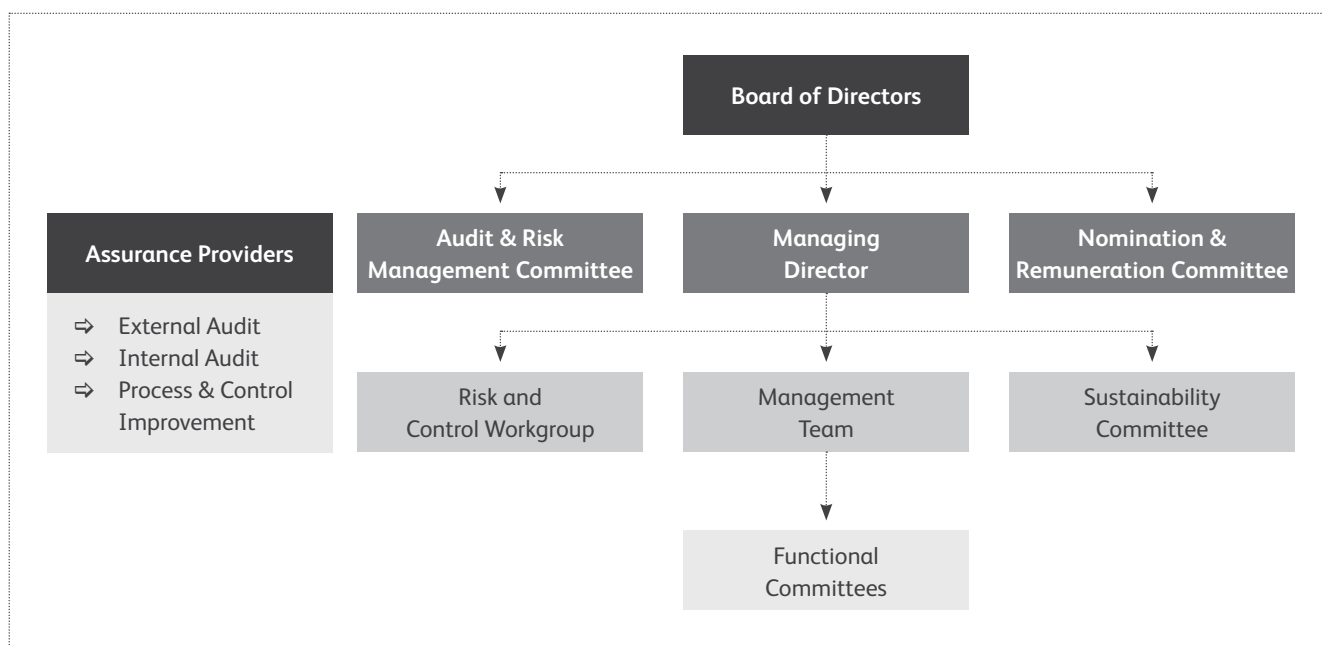 Board of Directors
Assurance Providers
⇨ External Audit
⇨ Internal Audit
⇨ Process & Control
Improvement
Audit & Risk
Management Committee
Managing
Director
Nomination &
Remuneration Committee
Risk and
Control Workgroup
Management
Team
Sustainability
Committee
Functional
Committees